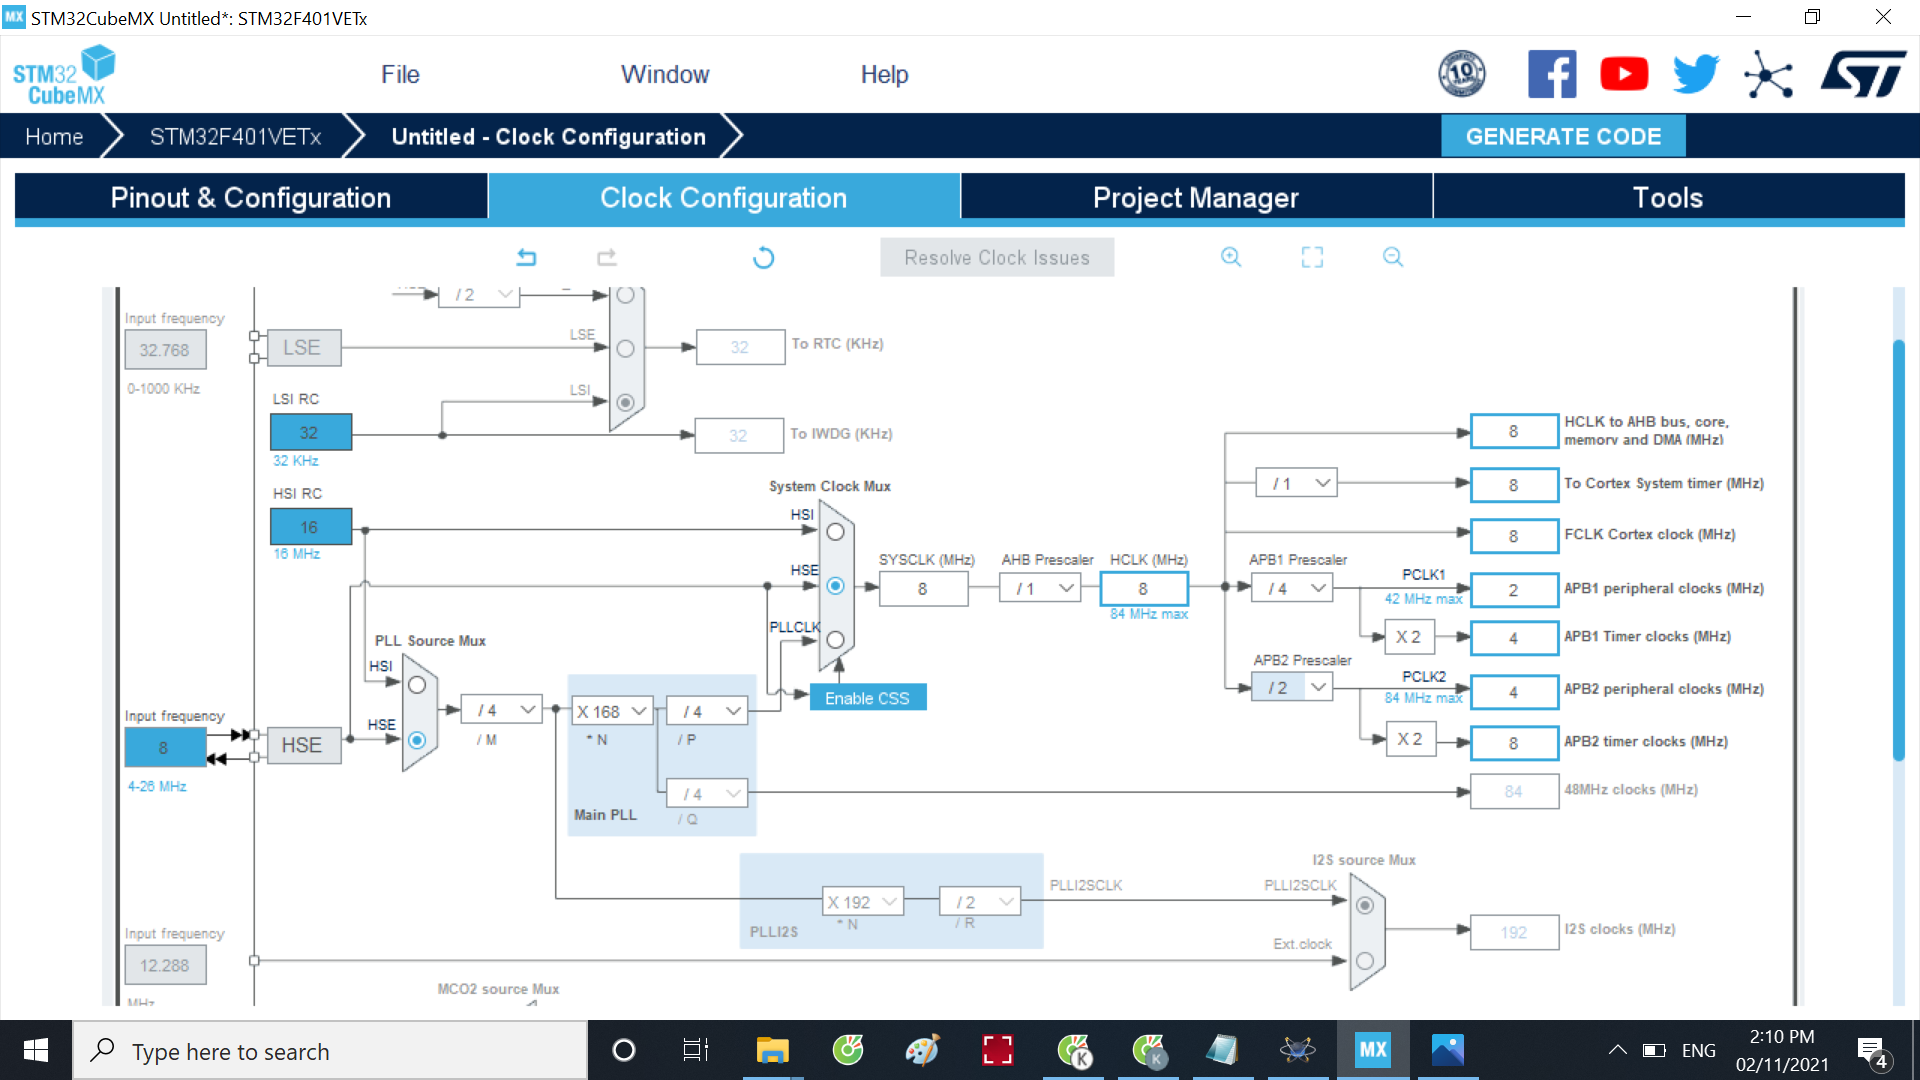 MX STM32CubeMX Untitled*: STM32F401VETx
STM32
CubeMX
File
Window
Help
10
ST
Home
STM32F401VETx
Untitled - Clock Configuration
GENERATE CODE
Pinout & Configuration
Clock Configuration
Project Manager
Tools
Resolve Clock Issues
/ 2
Input frequency
32.768
0-1000 KHz
LSE
LSE
32
To RTC (KHz)
LSI
LSI RC
32
32 KHz
32
To IWDG (KHz)
HSI RC
16
16 MHz
System Clock Mux
HSI
HSE
PLLCLK
SYSCLK (MHz)
8
AHB Prescaler
/ 1
HCLK (MHz)
8
84 MHz max
8
HCLK to AHB bus, core,
memory and DMA (MHz)
/ 1
8
To Cortex System timer (MHz)
8
FCLK Cortex clock (MHz)
APB1 Prescaler
/ 4
PCLK1
42 MHz max
2
APB1 peripheral clocks (MHz)
X 2
4
APB1 Timer clocks (MHz)
APB2 Prescaler
/ 2
PCLK2
84 MHz max
4
APB2 peripheral clocks (MHz)
X 2
8
APB2 timer clocks (MHz)
84
48MHz clocks (MHz)
Enable CSS
PLL Source Mux
HSI
HSE
Input frequency
8
4-26 MHz
HSE
/ 4
/ M
X 168
* N
/ 4
/ P
/ 4
/ Q
Main PLL
X 192
* N
/ 2
/ R
PLLI2S
PLLI2SCLK
I2S source Mux
PLLI2SCLK
Ext.clock
192
I2S clocks (MHz)
Input frequency
12.288
MHz
MCO2 source Mux
Type here to search
K
K
MX
ENG
2:10 PM
02/11/2021
4